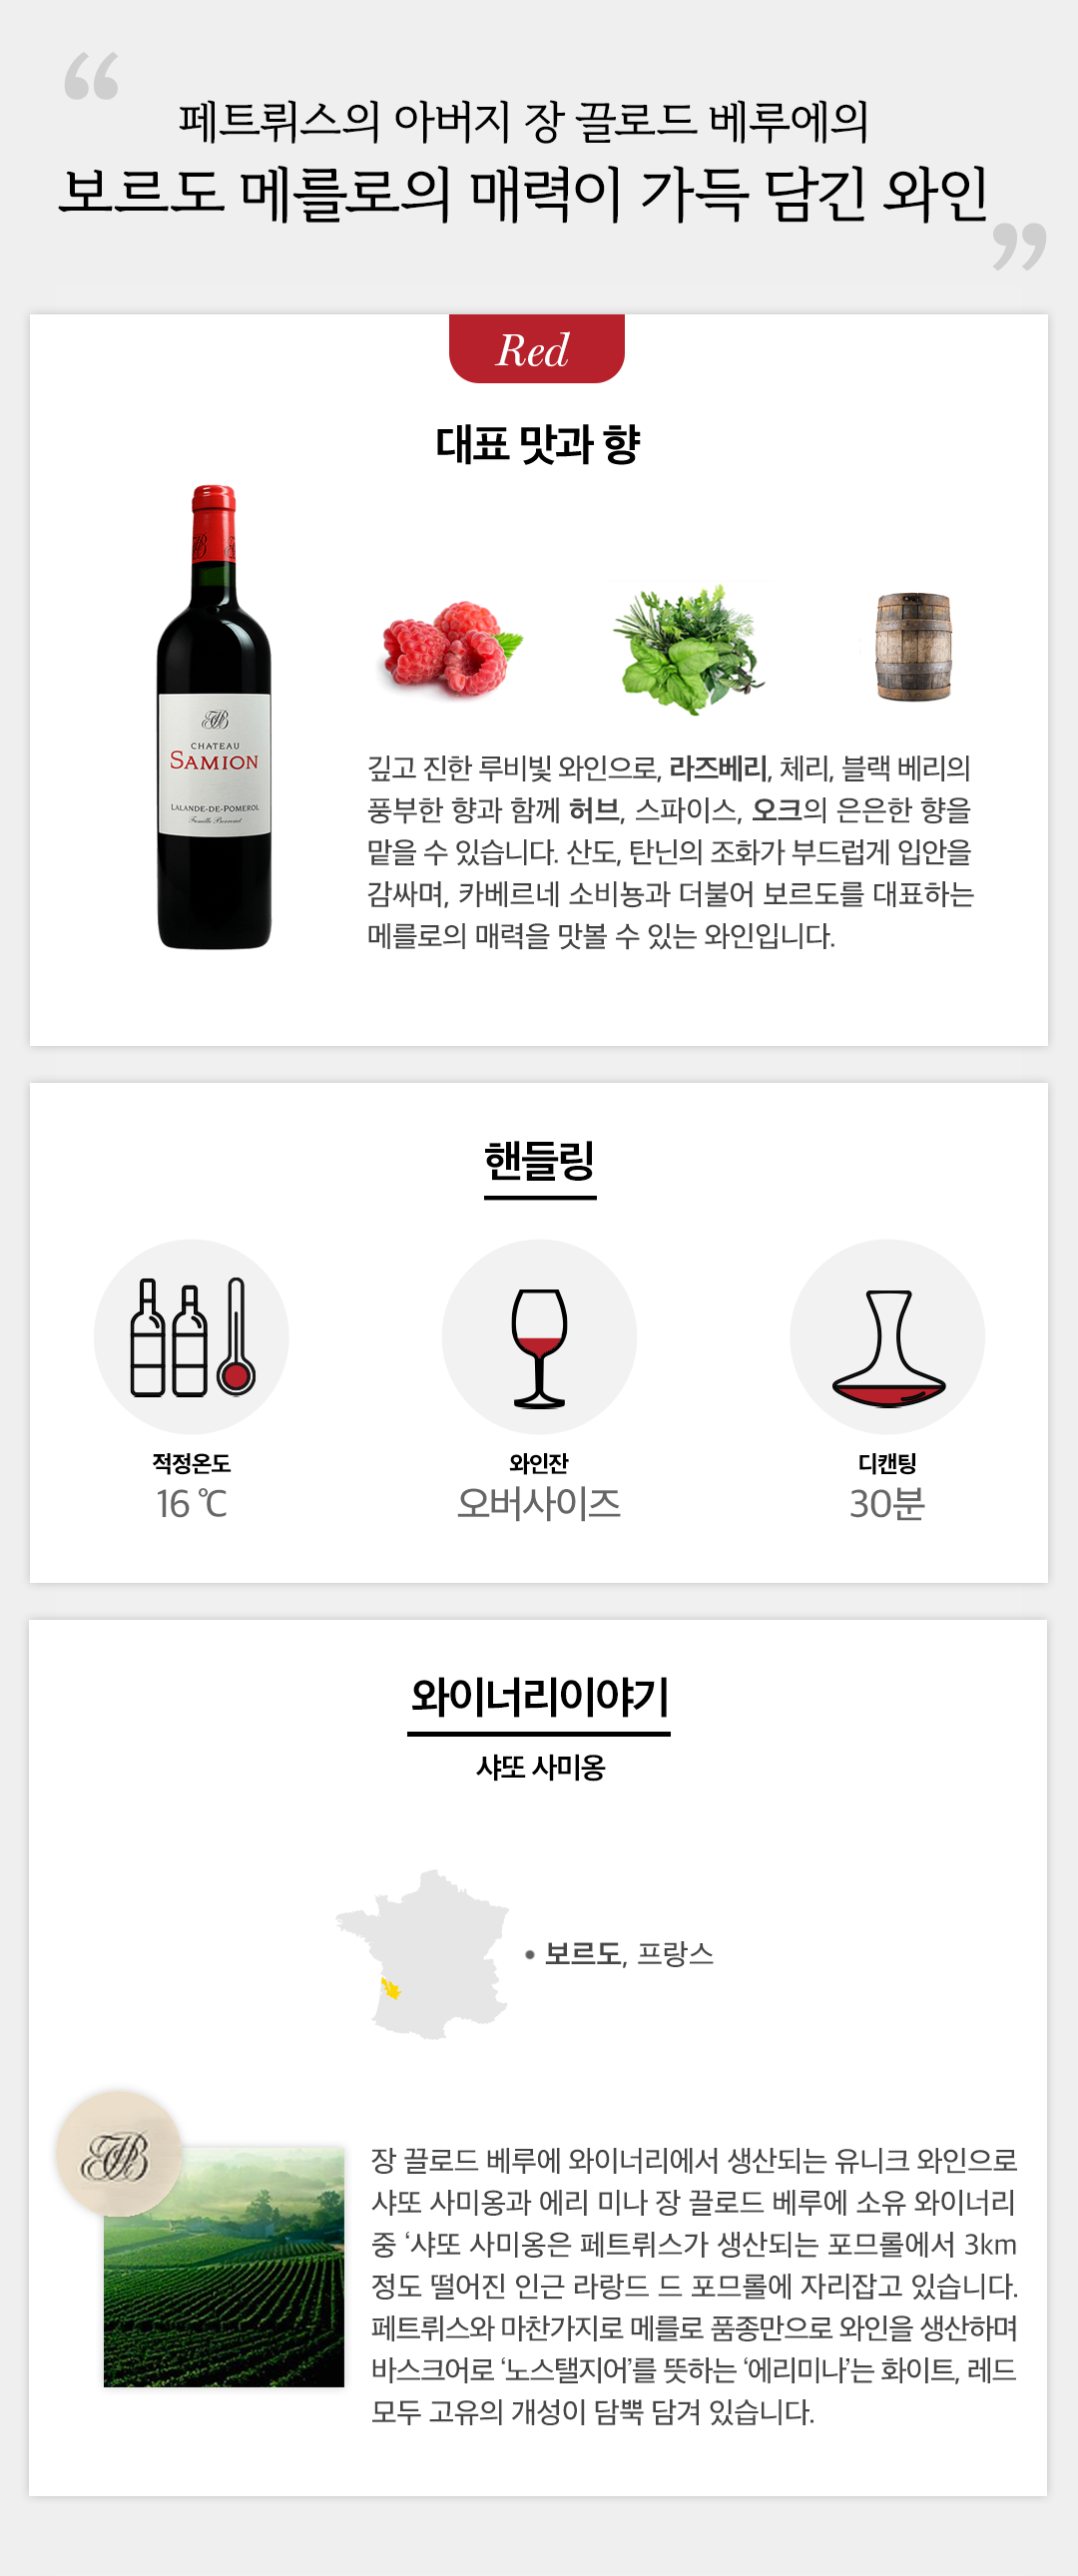 “
페트뤼스의 아버지 장 끌로드 베루에의
보르도 메를로의 매력이 가득 담긴 와인
”
Red
대표 맛과 향
CHATEAU
SAMION
LALANDE-DE-POMEROL
깊고 진한 루비빛 와인으로, 라즈베리, 체리, 블랙 베리의
풍부한 향과 함께 허브, 스파이스, 오크의 은은한 향을
맡을 수 있습니다. 산도, 탄닌의 조화가 부드럽게 입안을
감싸며, 카베르네 소비뇽과 더불어 보르도를 대표하는
메를로의 매력을 맛볼 수 있는 와인입니다.
핸들링
적정온도
16 ℃
와인잔
오버사이즈
디캔팅
30분
와이너리이야기
샤또 사미옹
• 보르도, 프랑스
장 끌로드 베루에 와이너리에서 생산되는 유니크 와인으로
샤또 사미옹과 에리 미나 장 끌로드 베루에 소유 와이너리
중 ‘샤또 사미옹은 페트뤼스가 생산되는 포므롤에서 3km
정도 떨어진 인근 라랑드 드 포므롤에 자리잡고 있습니다.
페트뤼스와 마찬가지로 메를로 품종만으로 와인을 생산하며
바스크어로 ‘노스탤지어’를 뜻하는 ‘에리미나’는 화이트, 레드
모두 고유의 개성이 담뿍 담겨 있습니다.